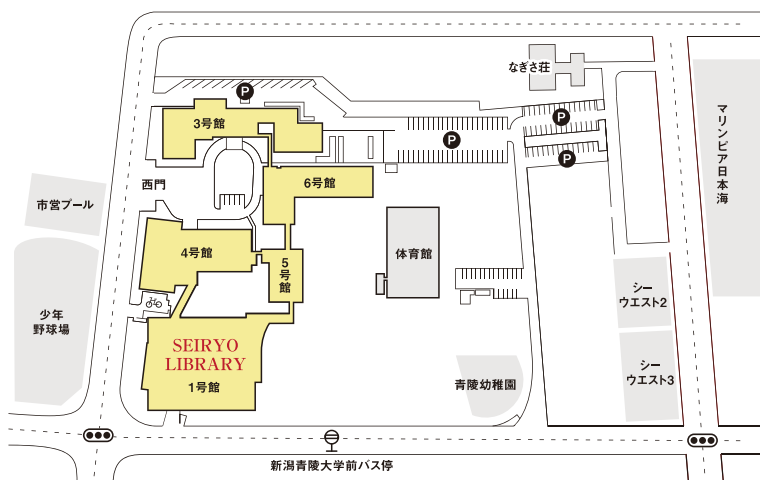 なぎさ荘
P
P
3号館
P
P
マリンピア日本海
西門
6号館
市営プール
4号館
5号館
体育館
シー
ウエスト2
少年
野球場
SEIRYO
LIBRARY
1号館
シー
ウエスト3
青陵幼稚園
新潟青陵大学前バス停